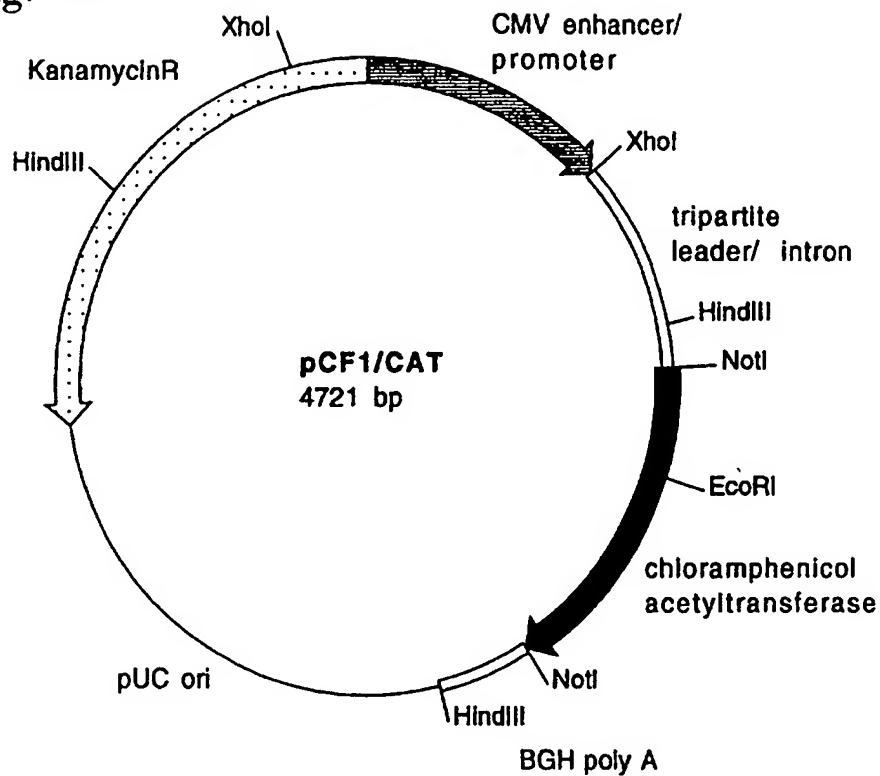 XhoI
CMV enhancer/
promoter
KanamycinR
XhoI
HindIII
tripartite
leader/ intron
HindIII
pCF1/CAT
4721 bp
NotI
EcoRI
chloramphenicol
acetyltransferase
pUC ori
NotI
HindIII
BGH poly A